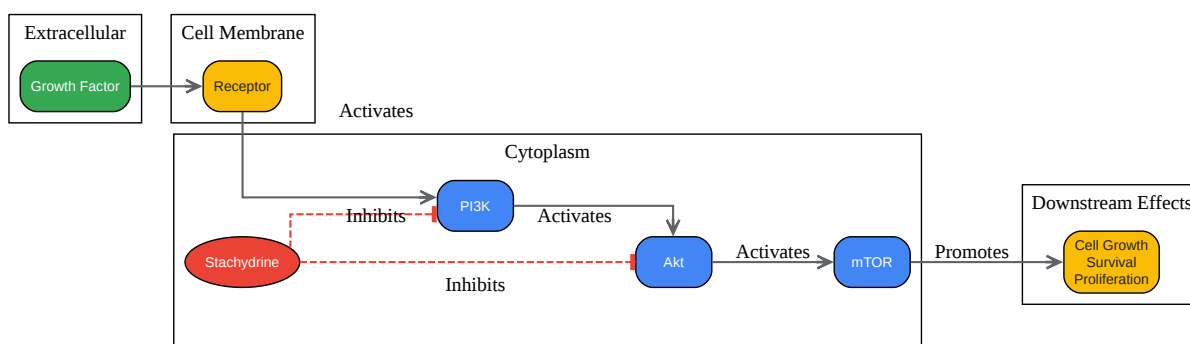 Extracellular
Cell Membrane
Growth Factor
Receptor
Activates
Cytoplasm
PI3K
Inhibits
Activates
Downstream Effects
Stachydrine
Inhibits
Akt
Activates
mTOR
Promotes
Cell Growth
Survival
Proliferation